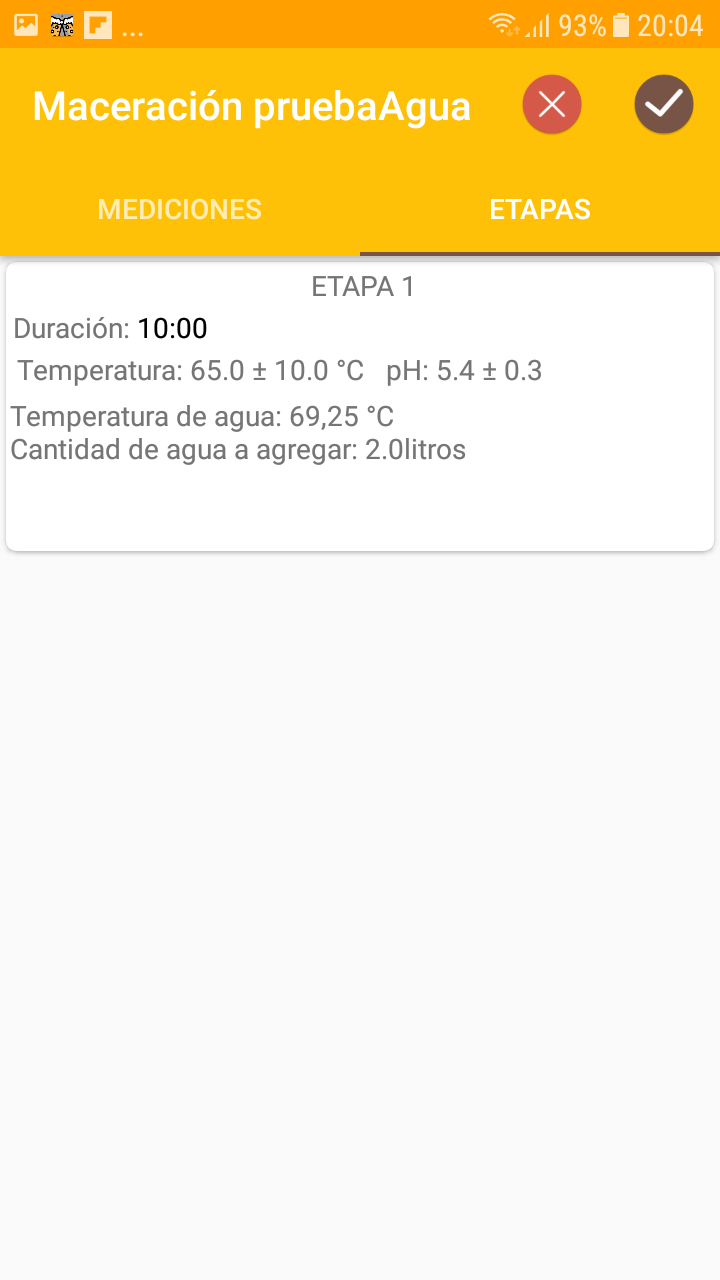 ... 93% 20:04
Maceración pruebaAgua
MEDICIONES ETAPAS
ETAPA 1
Duración: 10:00
Temperatura: 65.0 ± 10.0 °C pH: 5.4 ± 0.3
Temperatura de agua: 69,25 °C
Cantidad de agua a agregar: 2.0litros